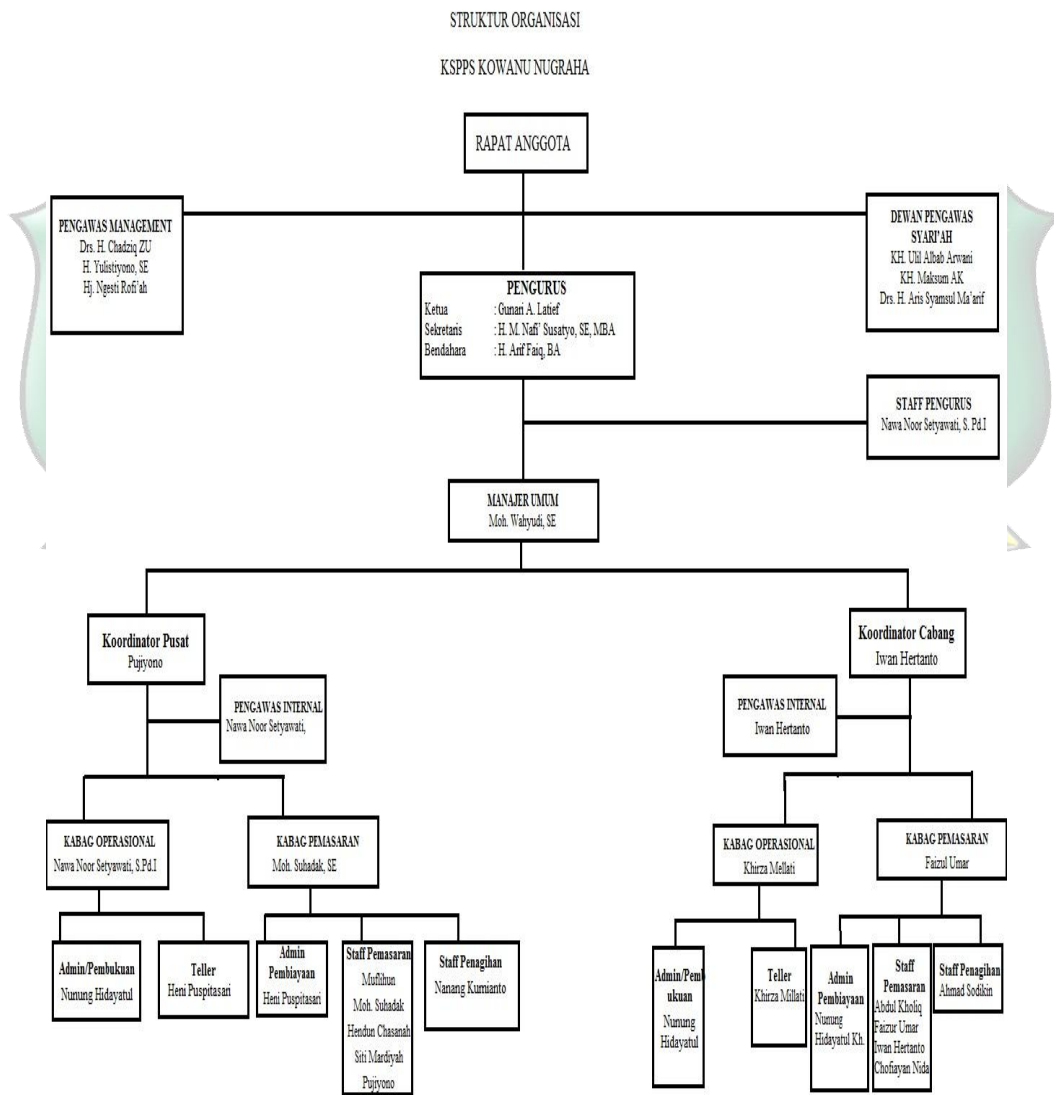 STRUKTUR ORGANISASI
KSPPS KOWANU NUGRAHA
RAPAT ANGGOTA
PENGAWAS MANAGEMENT
Drs. H. Chadziq ZU
H. Yulistiyono, SE
Hj. Ngesti Rofi'ah
DEWAN PENGAWAS
SYARI'AH
KH. Ulil Albab Arwani
KH. Maksum AK
Drs. H. Aris Syamsul Ma'arif
PENGURUS
Ketua : Gunari A. Latief
Sekretaris : H. M. Nafi' Susatyo, SE, MBA
Bendahara : H. Arif Faiq, BA
STAFF PENGURUS
Nawa Noor Setyawati, S. Pd.I
MANAJER UMUM
Moh. Wahyudi, SE
Koordinator Pusat
Pujiyono
Koordinator Cabang
Iwan Hertanto
PENGAWAS INTERNAL
Nawa Noor Setyawati,
PENGAWAS INTERNAL
Iwan Hertanto
KABAG OPERASIONAL
Nawa Noor Setyawati, S.Pd.I
KABAG PEMASARAN
Moh. Suhadak, SE
KABAG OPERASIONAL
Khirza Mellati
KABAG PEMASARAN
Faizul Umar
Admin/Pembukuan
Nunung Hidayatul
Teller
Heni Puspitasari
Admin
Pembiayaan
Heni Puspitasari
Staff Pemasaran
Muflihun
Moh. Suhadak
Hendun Chasanah
Siti Mardiyah
Pujiyono
Staff Penagihan
Nanang Kurnianto
Admin/Pemb
ukuan
Nunung
Hidayatul
Teller
Khirza Millati
Admin
Pembiayaan
Nunung
Hidayatul Kh.
Staff
Pemasaran
Abdul Kholiq
Faizur Umar
Iwan Hertanto
Chofiayan Nida
Staff Penagihan
Ahmad Sodikin